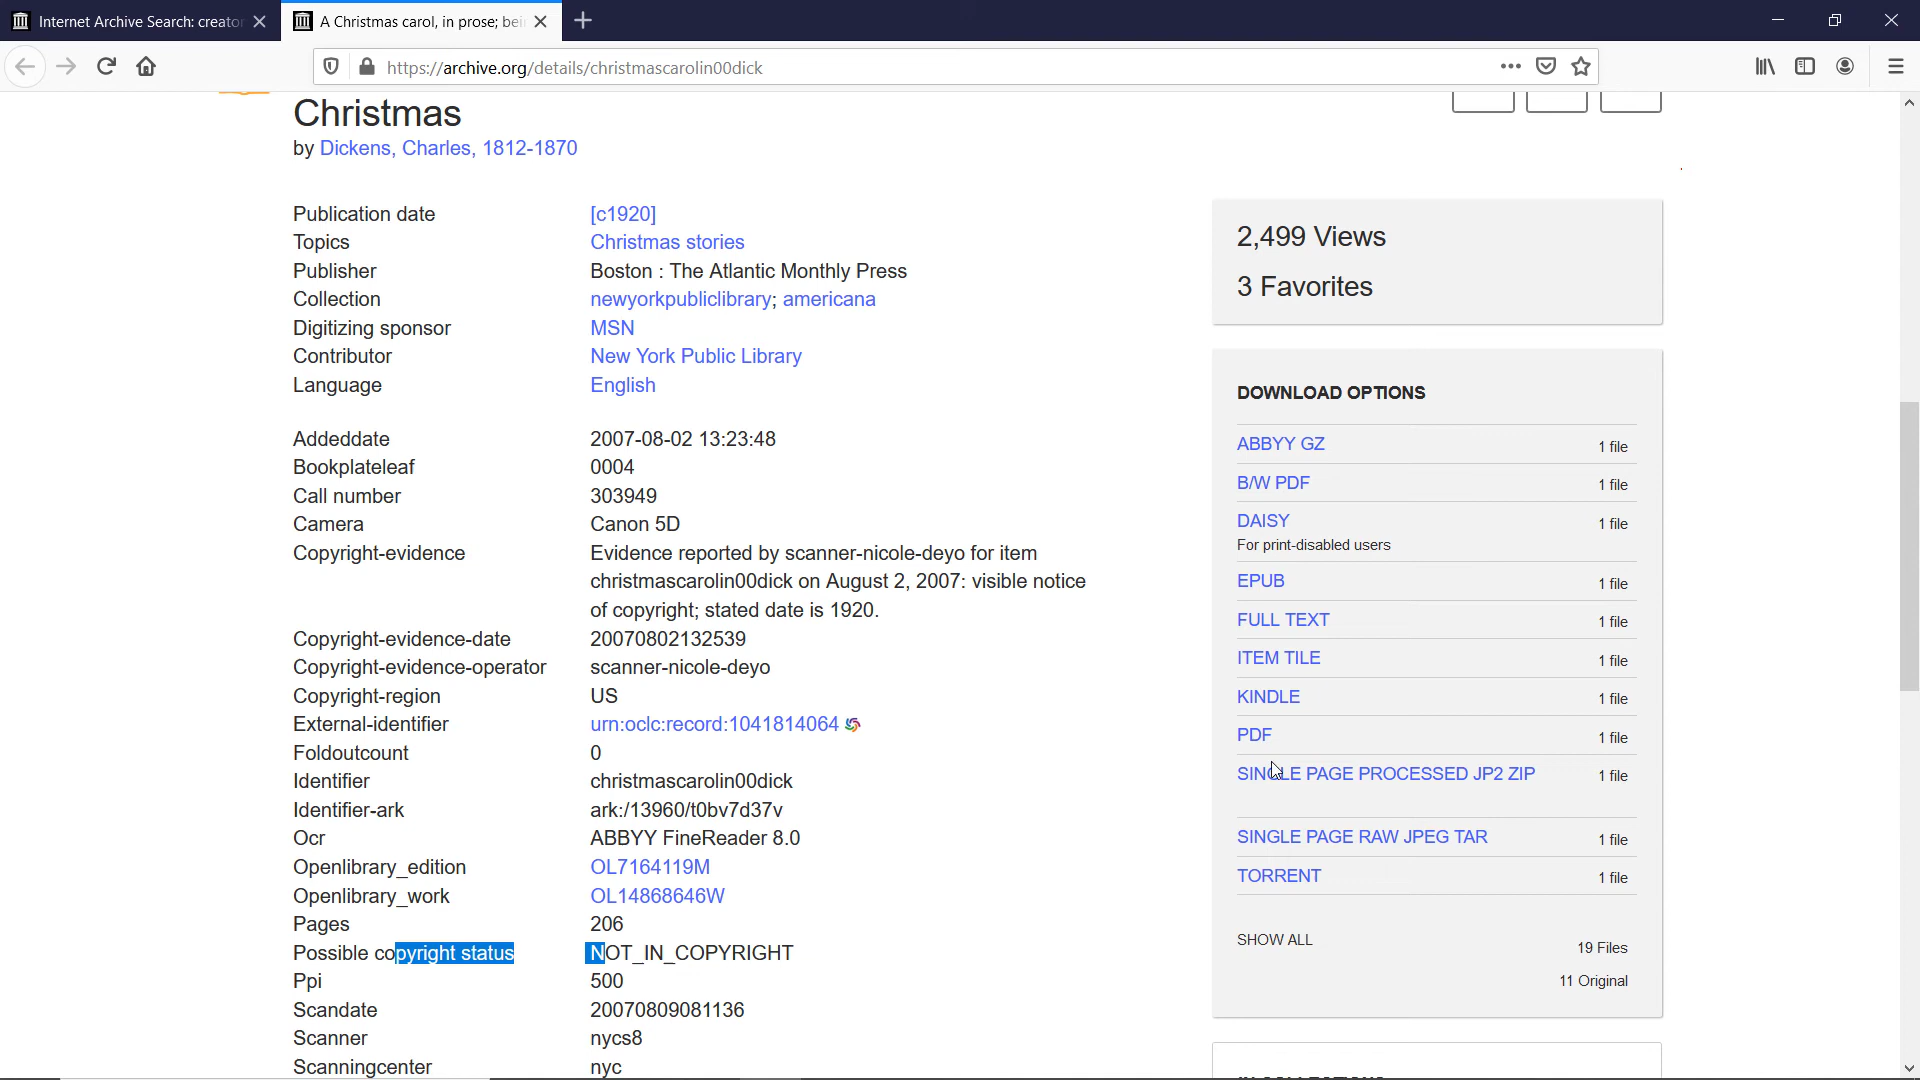 Internet Archive Search: creator
A Christmas carol, in prose; bei
https://archive.org/details/christmascarolin00dick
Christmas
by Dickens, Charles, 1812-1870
Publication date [c1920]
Topics Christmas stories
Publisher Boston : The Atlantic Monthly Press
Collection newyorkpubliclibrary; americana
Digitizing sponsor MSN
Contributor New York Public Library
Language English
Addeddate 2007-08-02 13:23:48
Bookplateleaf 0004
Call number 303949
Camera Canon 5D
Copyright-evidence Evidence reported by scanner-nicole-deyo for item
christmascarolin00dick on August 2, 2007: visible notice
of copyright; stated date is 1920.
Copyright-evidence-date 20070802132539
Copyright-evidence-operator scanner-nicole-deyo
Copyright-region US
External-identifier urn:oclc:record:1041814064
Foldoutcount 0
Identifier christmascarolin00dick
Identifier-ark ark:/13960/t0bv7d37v
Ocr ABBYY FineReader 8.0
Openlibrary_edition OL7164119M
Openlibrary_work OL14868646W
Pages 206
Possible copyright status NOT_IN_COPYRIGHT
Ppi 500
Scandate 20070809081136
Scanner nycs8
Scanningcenter nyc
2,499 Views
3 Favorites
DOWNLOAD OPTIONS
ABBYY GZ 1 file
B/W PDF 1 file
DAISY 1 file
For print-disabled users
EPUB 1 file
FULL TEXT 1 file
ITEM TILE 1 file
KINDLE 1 file
PDF 1 file
SINGLE PAGE PROCESSED JP2 ZIP 1 file
SINGLE PAGE RAW JPEG TAR 1 file
TORRENT 1 file
SHOW ALL 19 Files
11 Original